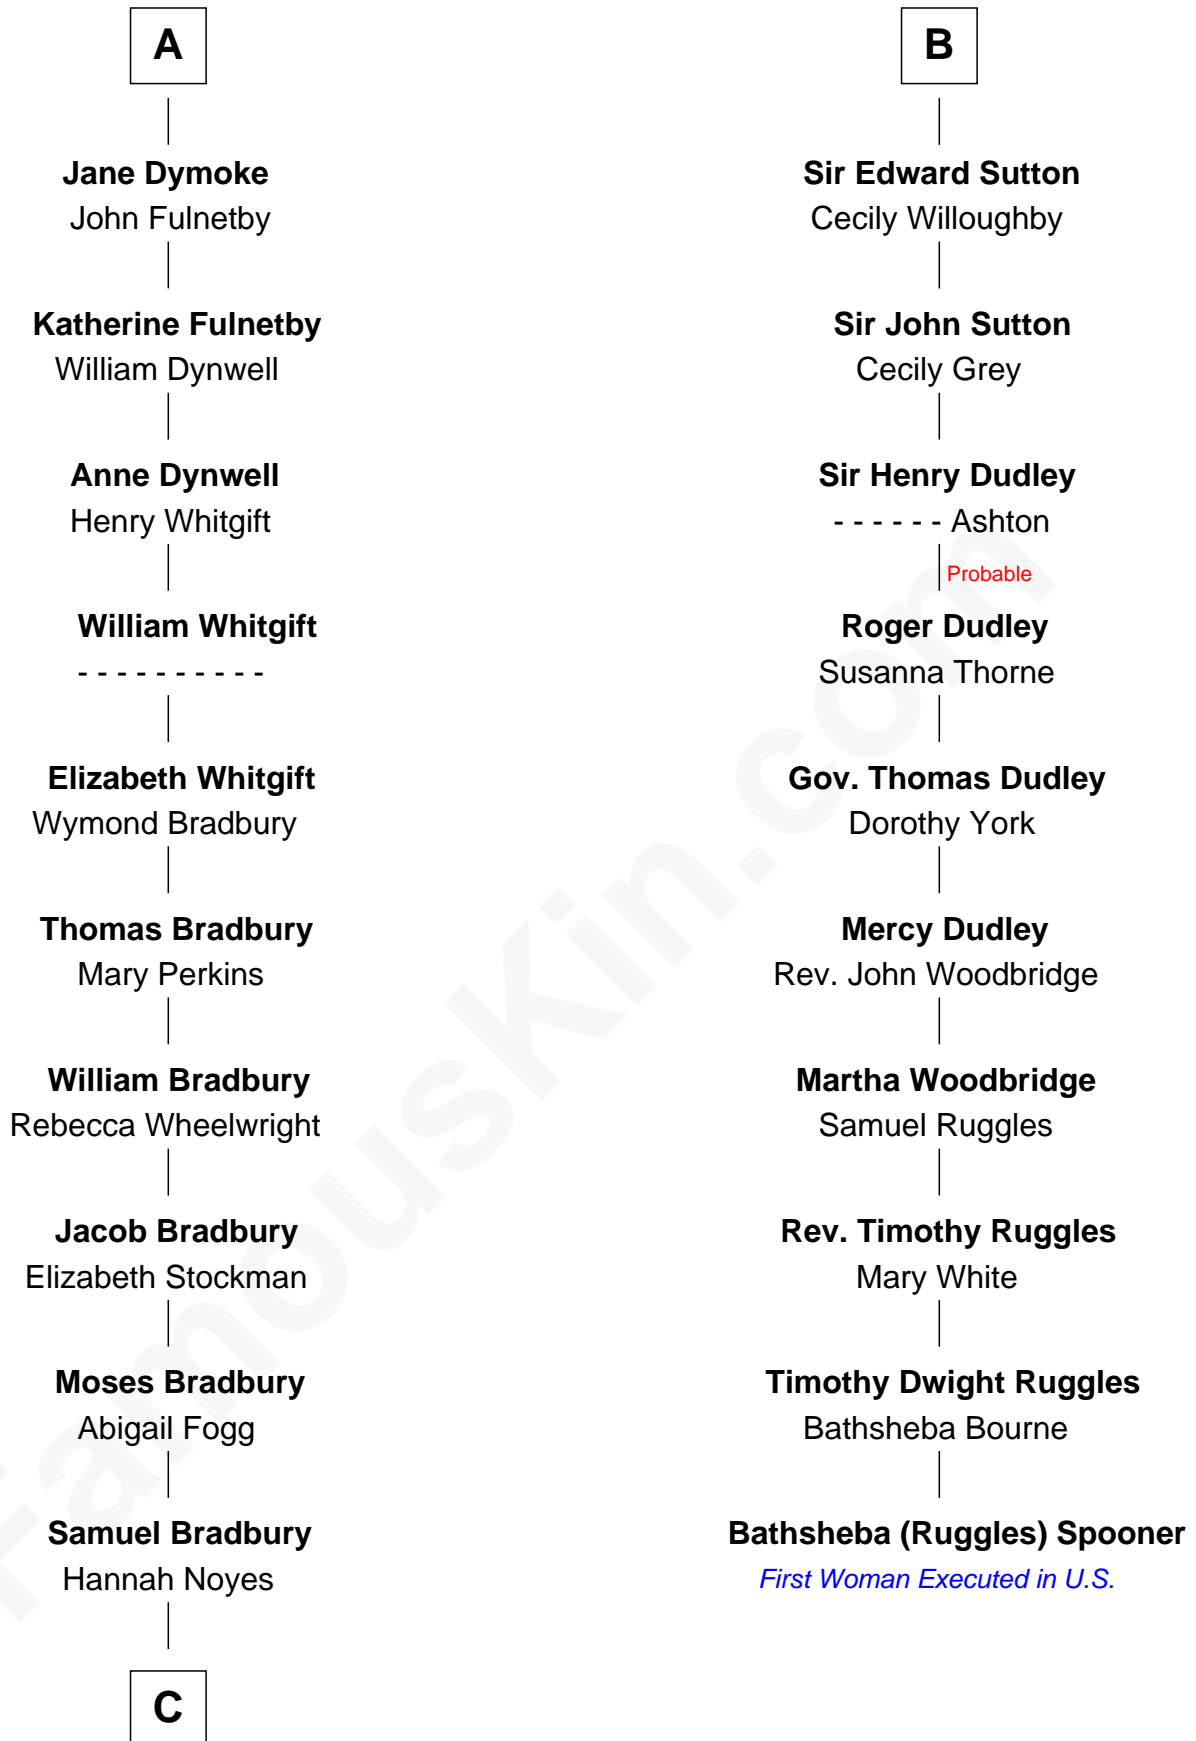 A
Jane Dymoke
John Fulnetby
Katherine Fulnetby
William Dynwell
Anne Dynwell
Henry Whitgift
William Whitgift
- - - - - - - - - -
Elizabeth Whitgift
Wymond Bradbury
Thomas Bradbury
Mary Perkins
William Bradbury
Rebecca Wheelwright
Jacob Bradbury
Elizabeth Stockman
Moses Bradbury
Abigail Fogg
Samuel Bradbury
Hannah Noyes
C
B
Sir Edward Sutton
Cecily Willoughby
Sir John Sutton
Cecily Grey
Sir Henry Dudley
- - - - - - Ashton
Probable
Roger Dudley
Susanna Thorne
Gov. Thomas Dudley
Dorothy York
Mercy Dudley
Rev. John Woodbridge
Martha Woodbridge
Samuel Ruggles
Rev. Timothy Ruggles
Mary White
Timothy Dwight Ruggles
Bathsheba Bourne
Bathsheba (Ruggles) Spooner
First Woman Executed in U.S.
FamousKin.com